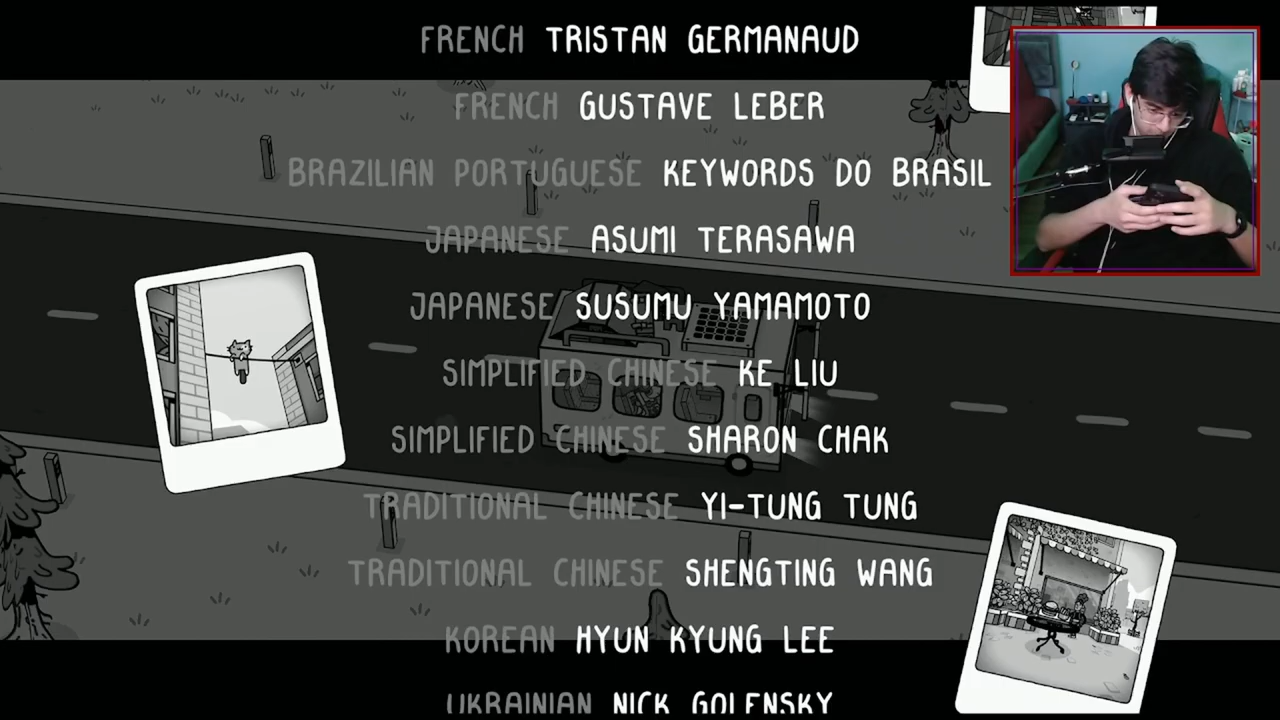 FRENCH TRISTAN GERMANAUD
FRENCH GUSTAVE LEBER
BRAZILIAN PORTUGUESE KEYWORDS DO BRASIL
JAPANESE ASUMI TERASAWA
JAPANESE SUSUMU YAMAMOTO
SIMPLIFIED CHINESE KE LIU
SIMPLIFIED CHINESE SHARON CHAK
TRADITIONAL CHINESE YI-TUNG TUNG
TRADITIONAL CHINESE SHENGTING WANG
KOREAN HYUN KYUNG LEE
UKRAINIAN NICK GOLENSKY